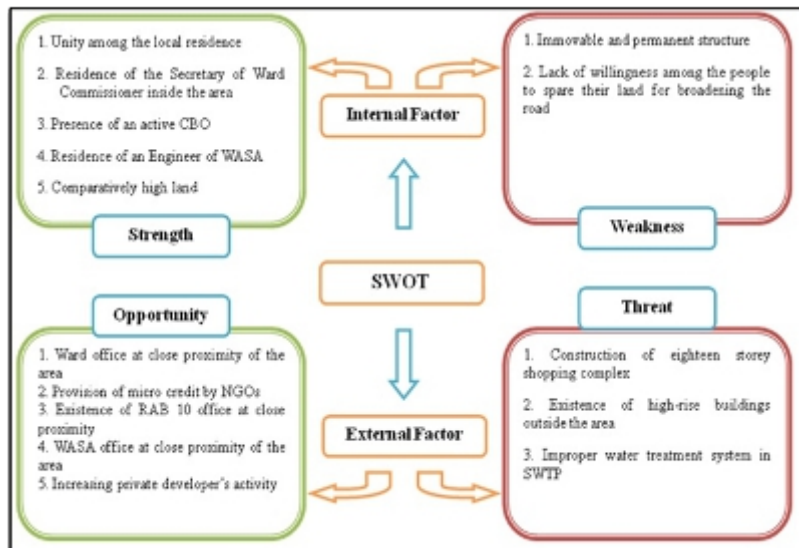 1. Unity among the local residence
2. Residence of the Secretary of Ward
Commissioner inside the area
3. Presence of an active CBO
4. Residence of an Engineer of WASA
5. Comparatively high land
Strength
Internal Factor
1. Immovable and permanent structure
2. Lack of willingness among the people
to spare their land for broadening the
road
Weakness
SWOT
Opportunity
1. Ward office at close proximity of the
area
2. Provision of micro credit by NGOs
3. Existence of RAB 10 office at close
proximity
4. WASA office at close proximity of the
area
5. Increasing private developer's activity
External Factor
Threat
1. Construction of eighteen storey
shopping complex
2. Existence of high-rise buildings
outside the area
3. Improper water treatment system in
SWTP